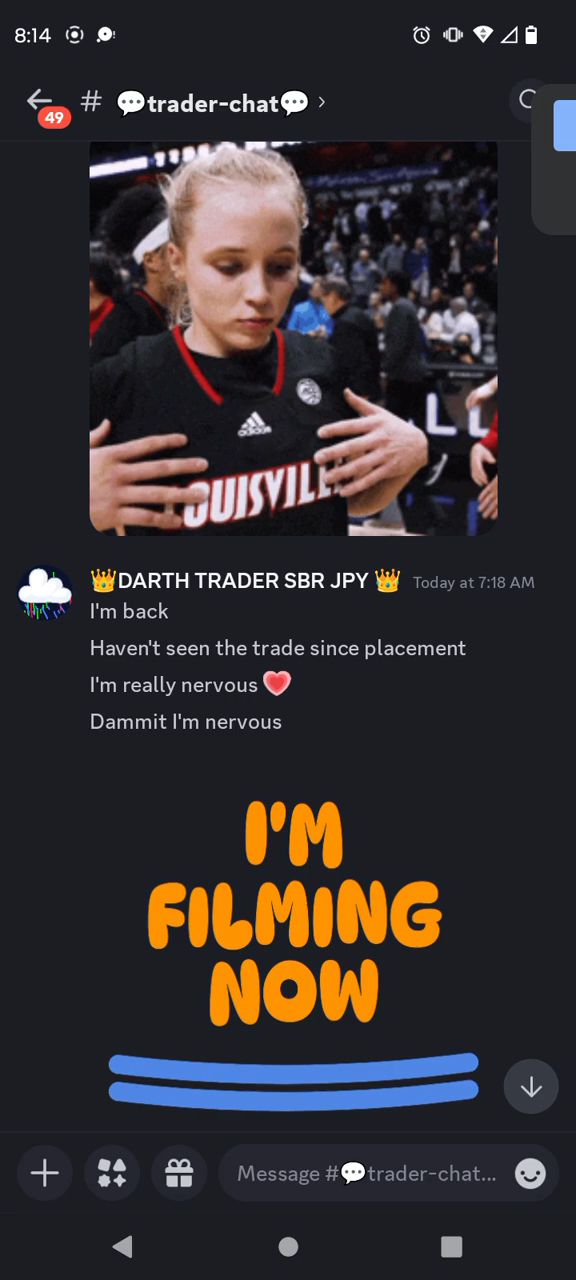 8:14
49
# 💬trader-chat💬 ›
OUISVILL
LL
👑DARTH TRADER SBR JPY 👑 Today at 7:18 AM
I'm back
Haven't seen the trade since placement
I'm really nervous 💗
Dammit I'm nervous
I'M
FILMING
NOW
Message #💬trader-chat...